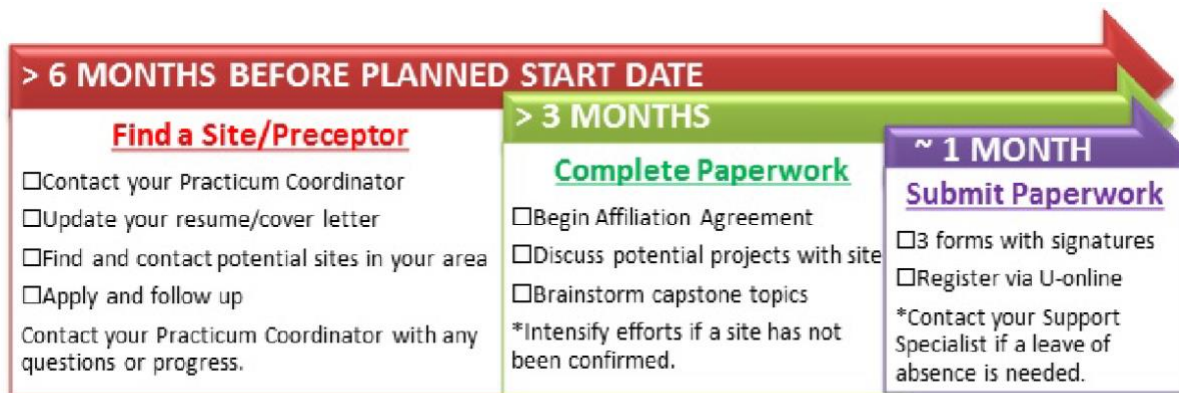 > 6 MONTHS BEFORE PLANNED START DATE
Find a Site/Preceptor
☐Contact your Practicum Coordinator
☐Update your resume/cover letter
☐Find and contact potential sites in your area
☐Apply and follow up
Contact your Practicum Coordinator with any
questions or progress.
> 3 MONTHS
Complete Paperwork
☐Begin Affiliation Agreement
☐Discuss potential projects with site
☐Brainstorm capstone topics
*Intensify efforts if a site has not
been confirmed.
~ 1 MONTH
Submit Paperwork
☐3 forms with signatures
☐Register via U-online
*Contact your Support
Specialist if a leave of
absence is needed.